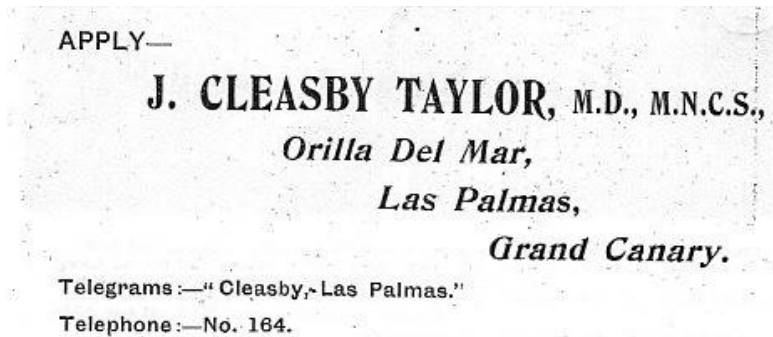 APPLY—
J. CLEASBY TAYLOR, M.D., M.N.C.S.,
Orilla Del Mar,
Las Palmas,
Grand Canary.
Telegrams:—“Cleasby,-Las Palmas.”
Telephone:—No. 164.